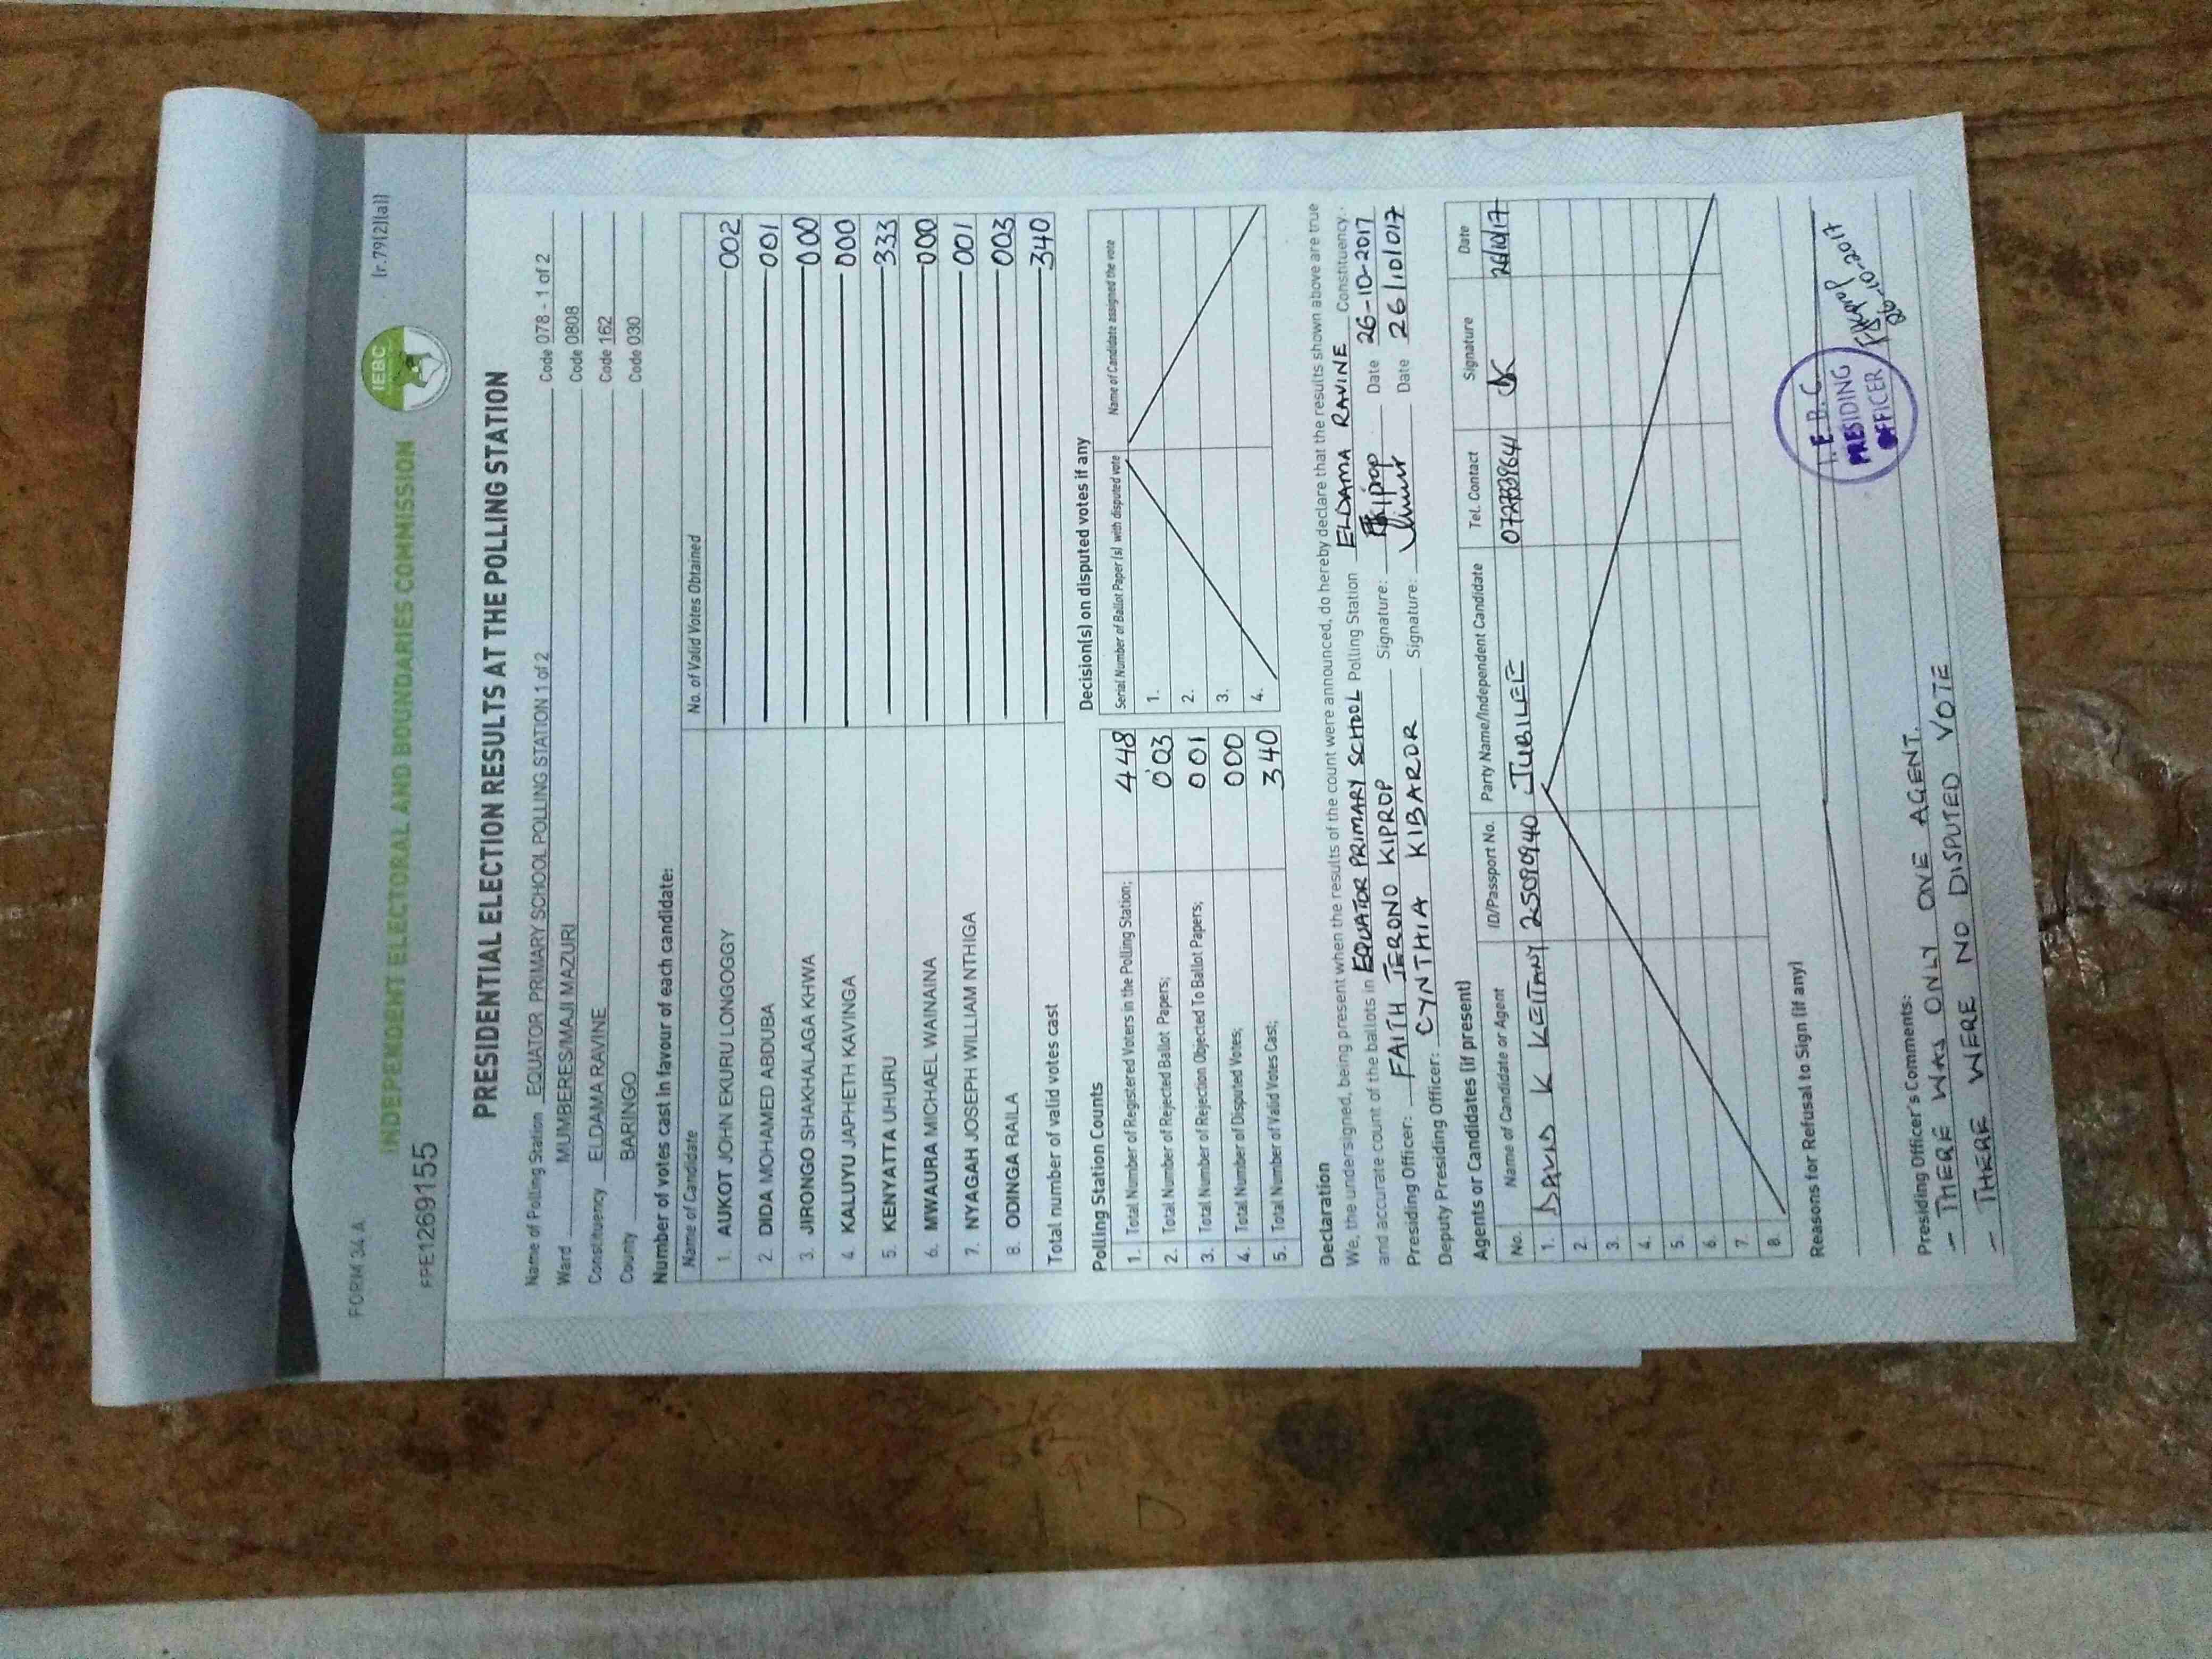 FORM 34 A
(r.79(2)(a))
IEBC
INDEPENDENT ELECTORAL AND BOUNDARIES COMMISSION
FPE1269155
PRESIDENTIAL ELECTION RESULTS AT THE POLLING STATION
Name of Polling Station EQUATOR PRIMARY SCHOOL POLLING STATION 1 of 2 Code 078 - 1 of 2
Ward MUMBERES/MAJI MAZURI Code 0808
Constituency ELDAMA RAVINE Code 162
County BARINGO Code 030
Number of votes cast in favour of each candidate:
Name of Candidate No. of Valid Votes Obtained
1. AUKOT JOHN EKURU LONGOGGY 002
2. DIDA MOHAMED ABDUBA 001
3. JIRONGO SHAKHALAGA KHWA 000
4. KALUYU JAPHETH KAVINGA 000
5. KENYATTA UHURU 333
6. MWAURA MICHAEL WAINAINA 000
7. NYAGAH JOSEPH WILLIAM NTHIGA 001
8. ODINGA RAILA 003
Total number of valid votes cast 340
Polling Station Counts
1. Total Number of Registered Voters in the Polling Station; 448
2. Total Number of Rejected Ballot Papers; 003
3. Total Number of Rejection Objected To Ballot Papers; 001
4. Total Number of Disputed Votes; 000
5. Total Number of Valid Votes Cast; 340
Decision(s) on disputed votes if any
Serial Number of Ballot Paper (s) with disputed vote Name of Candidate assigned the vote
1.
2.
3.
4.
Declaration
We, the undersigned, being present when the results of the count were announced, do hereby declare that the results shown above are true
and accurate count of the ballots in EQUATOR PRIMARY SCHOOL Polling Station ELDAMA RAVINE Constituency.
Presiding Officer: FAITH JERONO KIPROP Signature: Kiprop Date 26-10-2017
Deputy Presiding Officer: CYNTHIA KIBAROR Signature: Date 26/10/017
Agents or Candidates (if present)
No. Name of Candidate or Agent ID/Passport No. Party Name/Independent Candidate Tel. Contact Signature Date
1. DAVID K KEITANY 25090940 JUBILEE 26/10/17
2.
3.
4.
5.
6.
7.
8.
Reasons for Refusal to Sign (if any)
I.E.B.C
PRESIDING
OFFICER
26-10-2017
Presiding Officer's Comments:
- THERE WAS ONLY ONE AGENT.
- THERE WERE NO DISPUTED VOTE